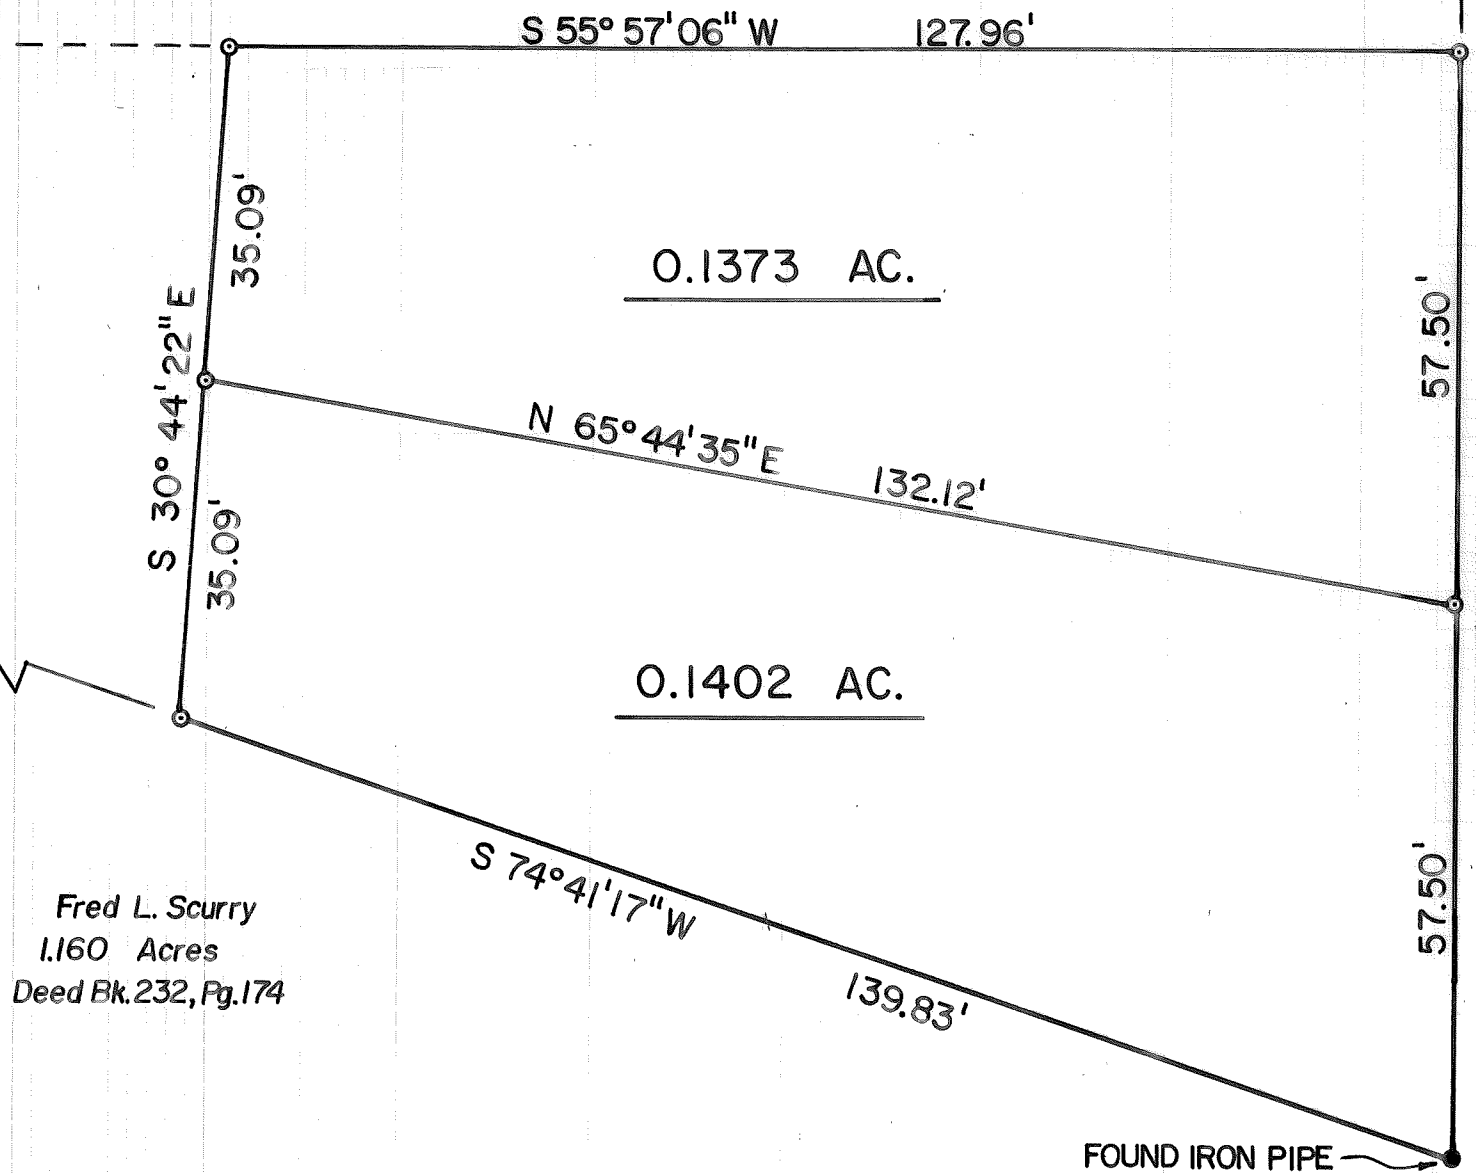 S 55° 57' 06" W 127.96'
35.09'
0.1373 AC.
57.50'
S 30° 44' 22" E
N 65° 44' 35" E 132.12'
35.09'
0.1402 AC.
S 74° 41' 17" W 139.83'
57.50'
Fred L. Scurry
1.160 Acres
Deed Bk. 232, Pg. 174
FOUND IRON PIPE